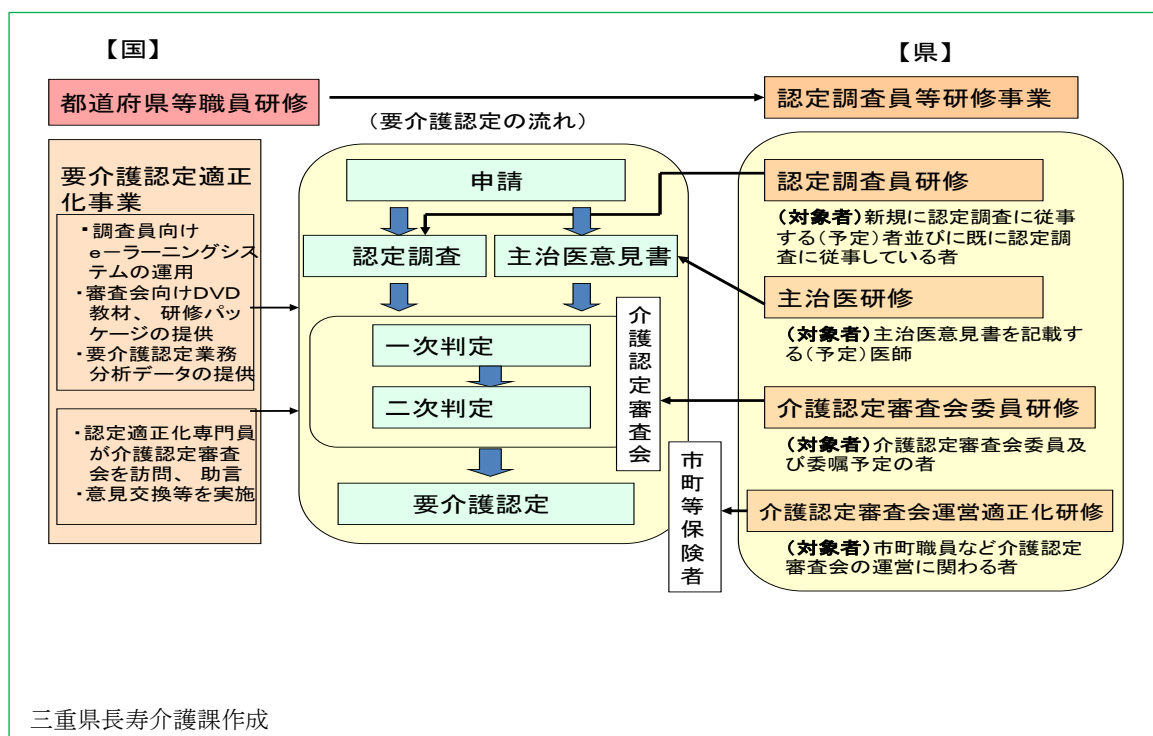 【国】
都道府県等職員研修
要介護認定適正
化事業
・調査員向け
e－ラーニングシス
テムの運用
・審査会向けDVD
教材、研修パッ
ケージの提供
・要介護認定業務
分析データの提供
・認定適正化専門員
が介護認定審査
会を訪問、助言
・意見交換等を実施
（要介護認定の流れ）
申請
認定調査
主治医意見書
一次判定
二次判定
要介護認定
介護認定審査会
市町等保険者
【県】
認定調査員等研修事業
認定調査員研修
（対象者）新規に認定調査に従事
する（予定）者並びに既に認定調
査に従事している者
主治医研修
（対象者）主治医意見書を記載す
る（予定）医師
介護認定審査会委員研修
（対象者）介護認定審査会委員及
び委嘱予定の者
介護認定審査会運営適正化研修
（対象者）市町職員など介護認定
審査会の運営に関わる者
三重県長寿介護課作成